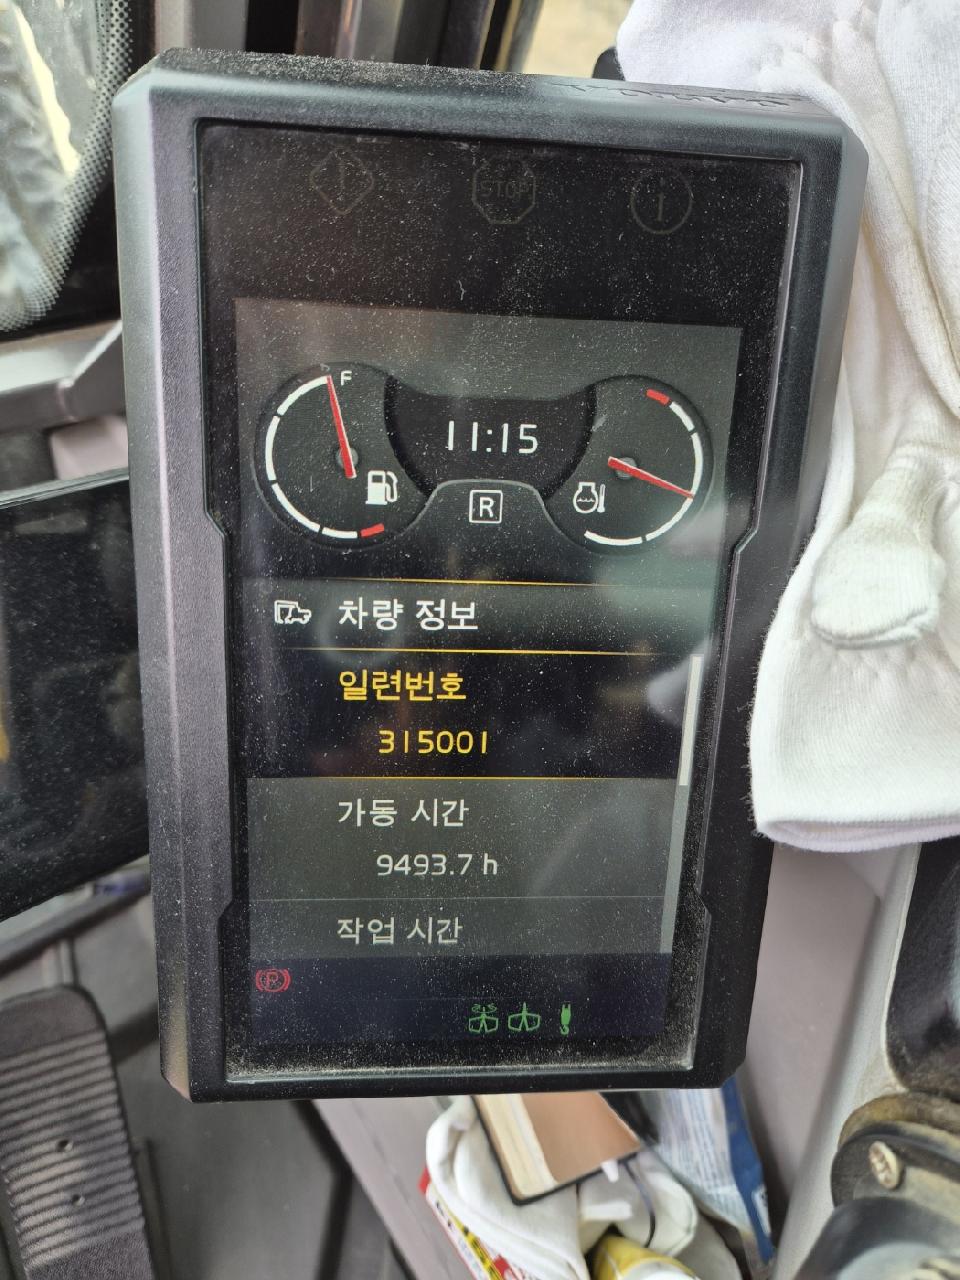 STOP
F
11:15
R
차량 정보
일련번호
315001
가동 시간
9493.7 h
작업 시간
P